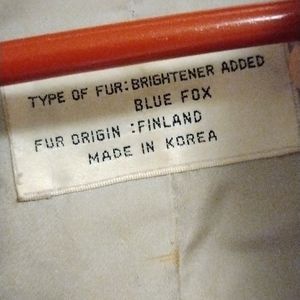 TYPE OF FUR: BRIGHTENER ADDED
BLUE FOX
FUR ORIGIN :FINLAND
MADE IN KOREA